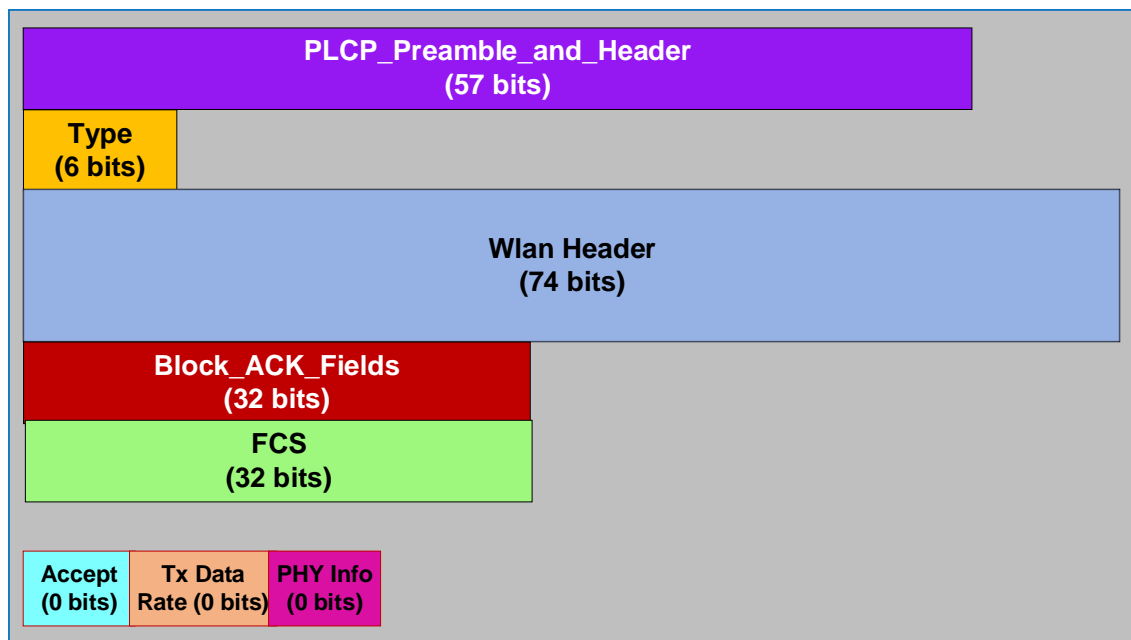 PLCP_Preamble_and_Header
(57 bits)
Type
(6 bits)
Wlan Header
(74 bits)
Block_ACK_Fields
(32 bits)
FCS
(32 bits)
Accept
(0 bits)
Tx Data
Rate (0 bits)
PHY Info
(0 bits)